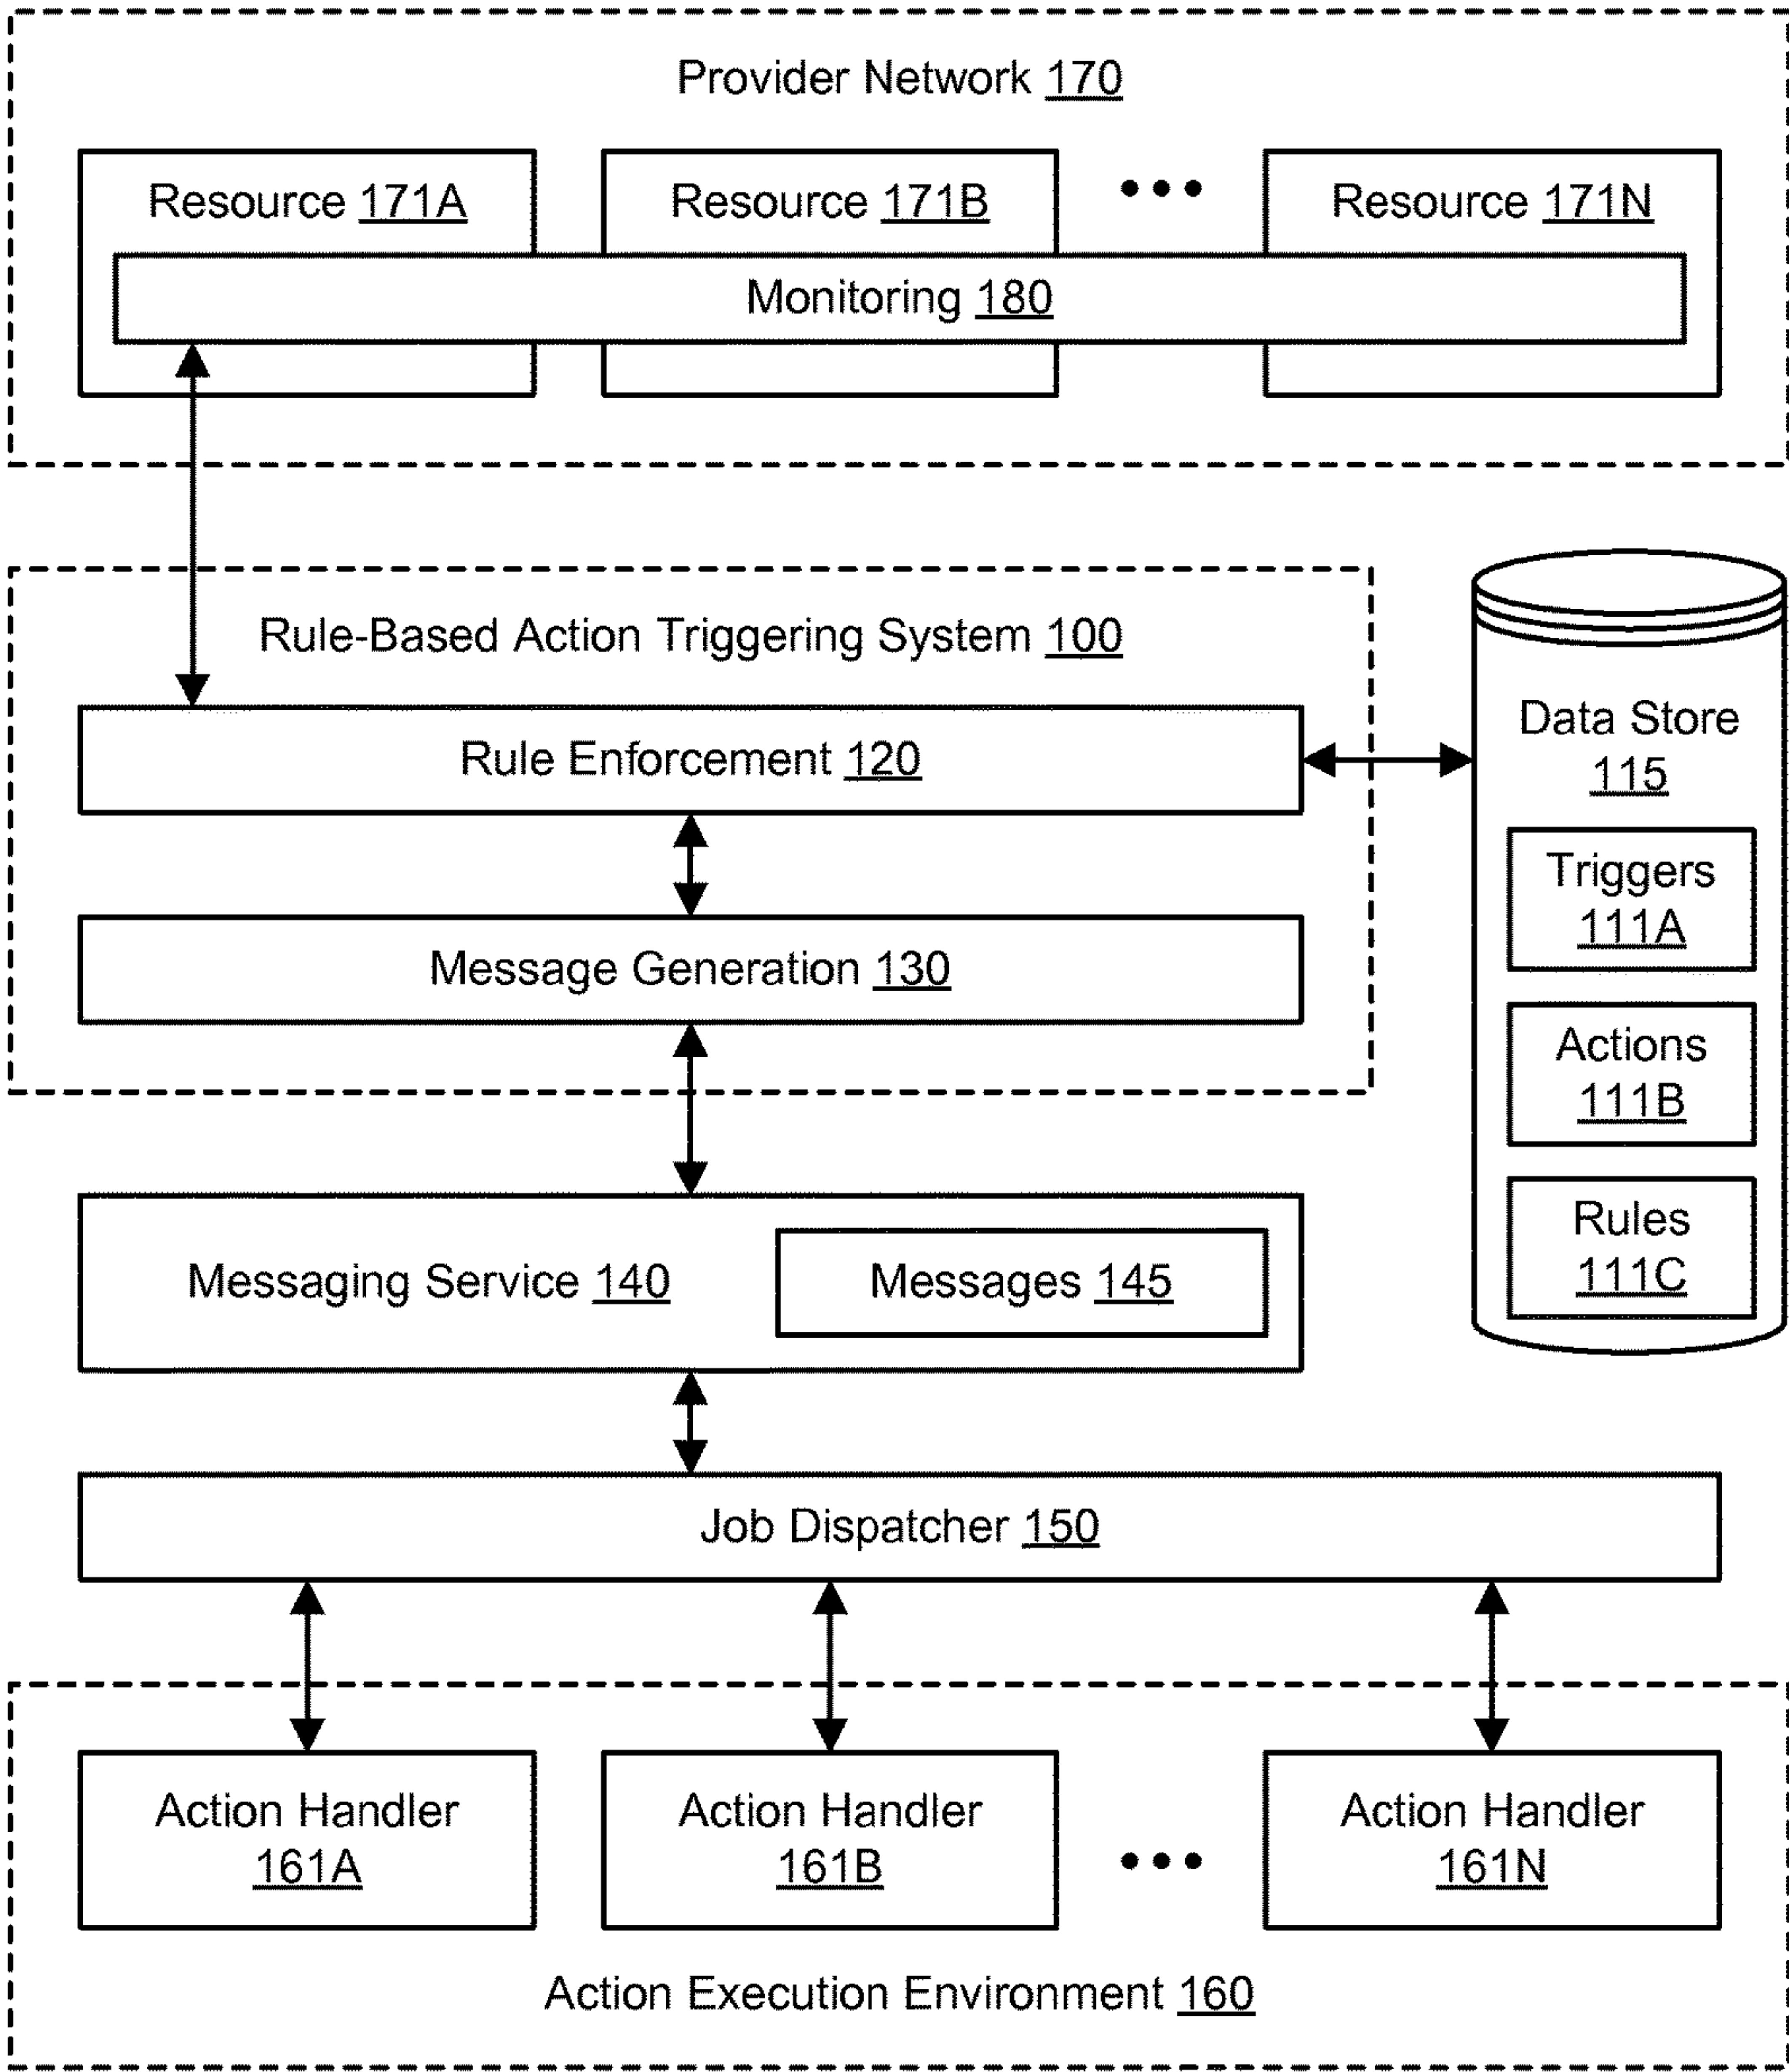 Provider Network 170
Resource 171A
Resource 171B
Resource 171N
Monitoring 180
Rule-Based Action Triggering System 100
Rule Enforcement 120
Message Generation 130
Data Store
115
Triggers
111A
Actions
111B
Rules
111C
Messaging Service 140
Messages 145
Job Dispatcher 150
Action Handler
161A
Action Handler
161B
Action Handler
161N
Action Execution Environment 160